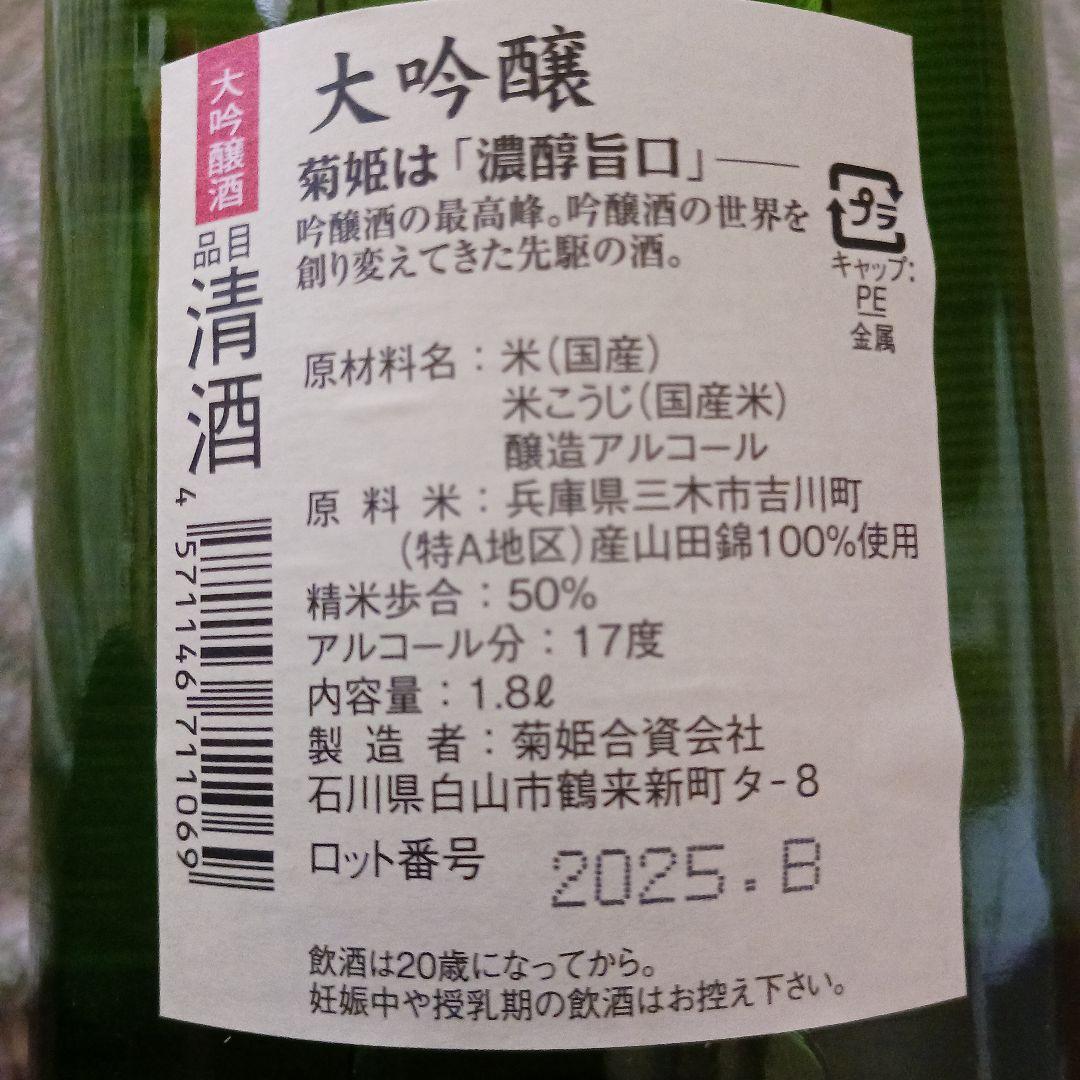 大吟醸酒
品目
清酒
4571146711069
大吟醸
菊姫は「濃醇旨口」――
吟醸酒の最高峰。吟醸酒の世界を
創り変えてきた先駆の酒。
プラ
キャップ:
PE
金属
原材料名：米(国産)
米こうじ(国産米)
醸造アルコール
原料米：兵庫県三木市吉川町
(特A地区)産山田錦100%使用
精米歩合：50%
アルコール分：17度
内容量：1.8ℓ
製造者：菊姫合資会社
石川県白山市鶴来新町タ-8
ロット番号 2025.B
飲酒は20歳になってから。
妊娠中や授乳期の飲酒はお控え下さい。